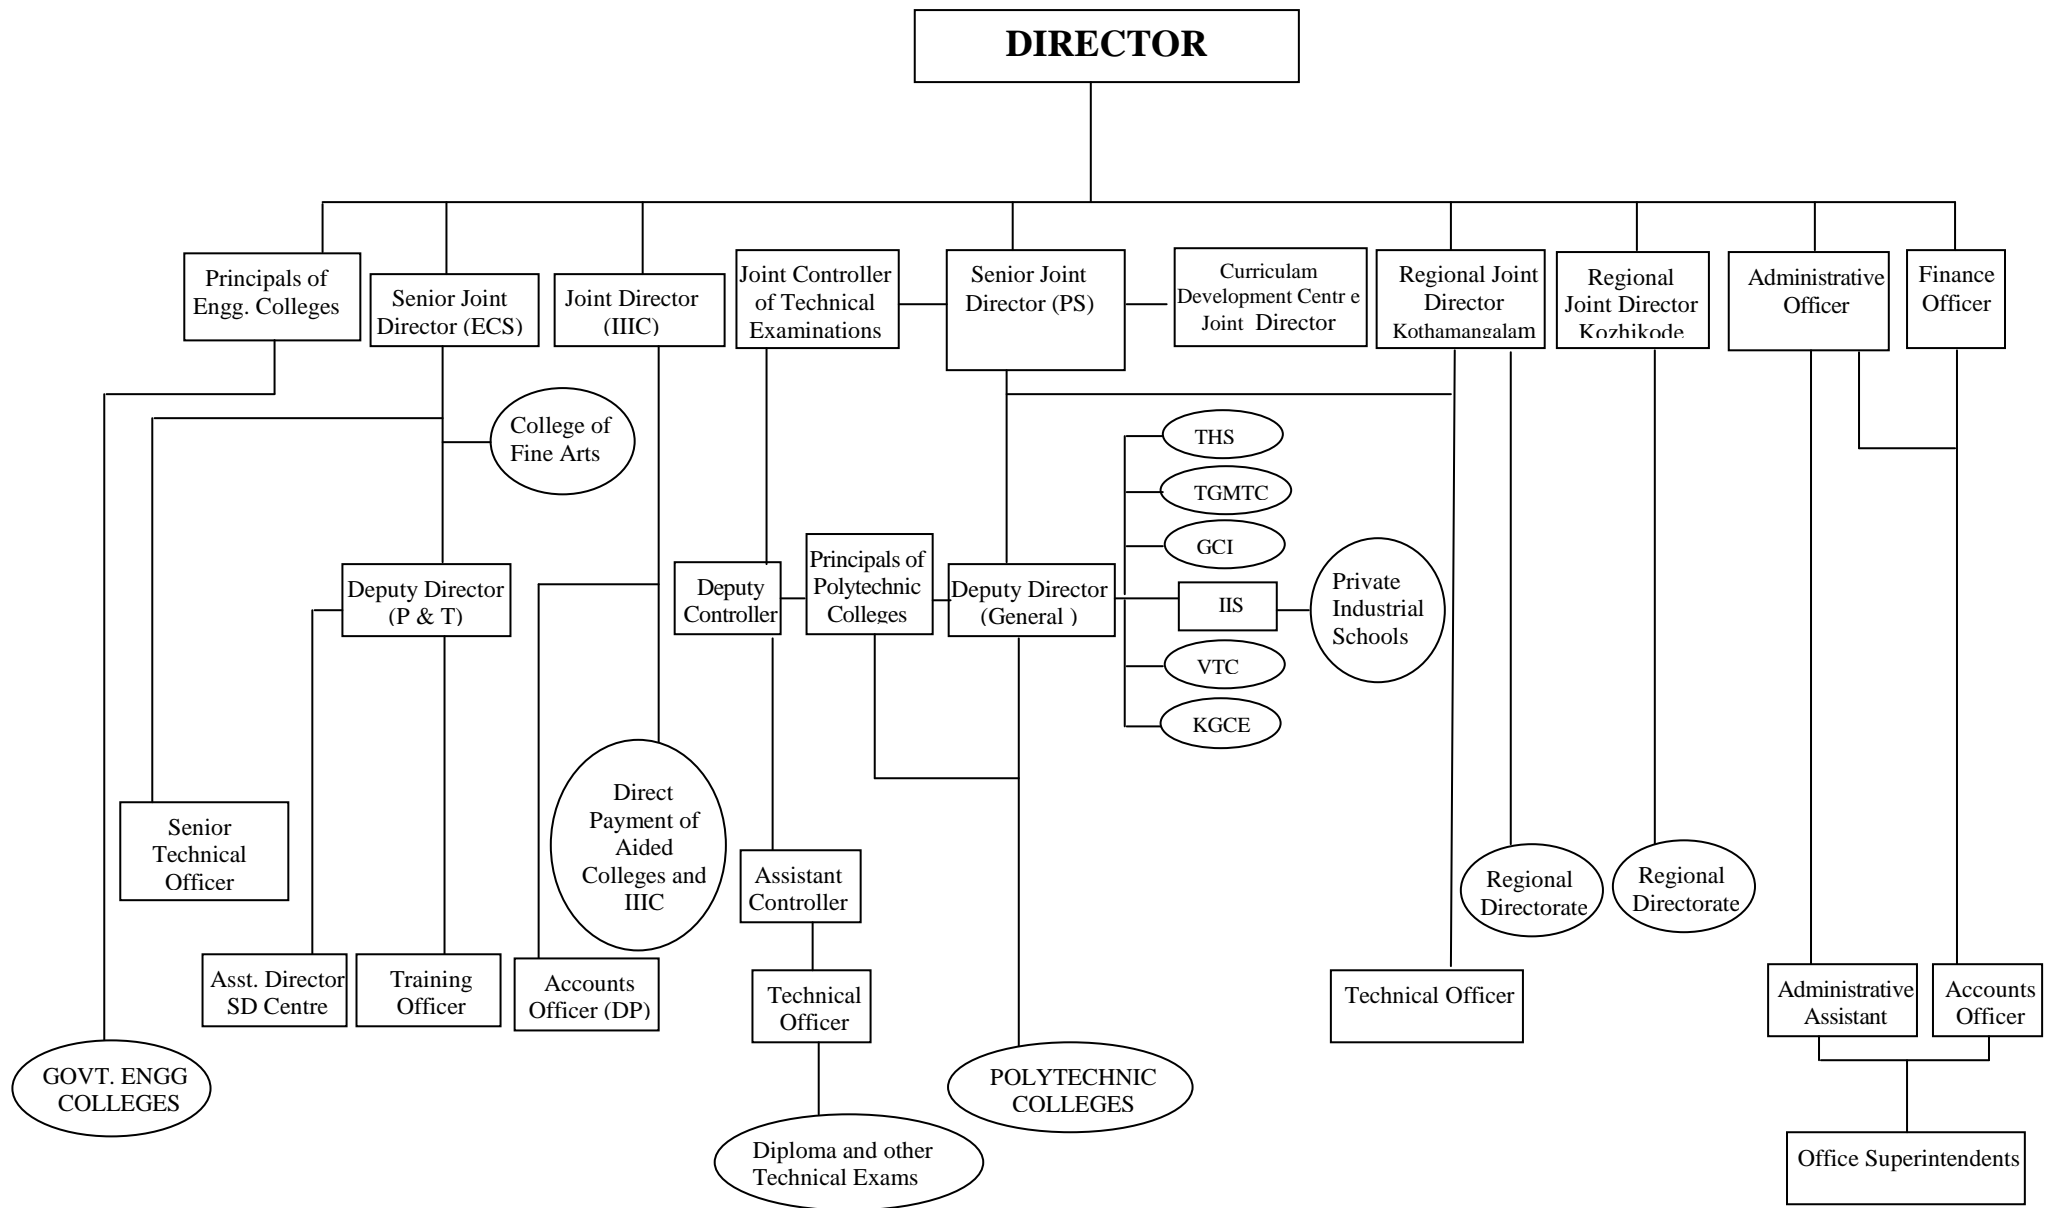 DIRECTOR
Principals of
Engg. Colleges
Senior Joint
Director (ECS)
Joint Director
(IIIC)
Joint Controller
of Technical
Examinations
Senior Joint
Director (PS)
Curriculam
Development Centr e
Joint Director
Regional Joint
Director
Kothamangalam
Regional
Joint Director
Kozhikode
Administrative
Officer
Finance
Officer
College of
Fine Arts
THS
TGMTC
GCI
IIS
VTC
KGCE
Private
Industrial
Schools
Deputy Director
(P & T)
Deputy
Controller
Principals of
Polytechnic
Colleges
Deputy Director
(General )
Senior
Technical
Officer
Direct
Payment of
Aided
Colleges and
IIIC
Assistant
Controller
Regional
Directorate
Regional
Directorate
Asst. Director
SD Centre
Training
Officer
Accounts
Officer (DP)
Technical
Officer
Technical Officer
Administrative
Assistant
Accounts
Officer
GOVT. ENGG
COLLEGES
POLYTECHNIC
COLLEGES
Diploma and other
Technical Exams
Office Superintendents